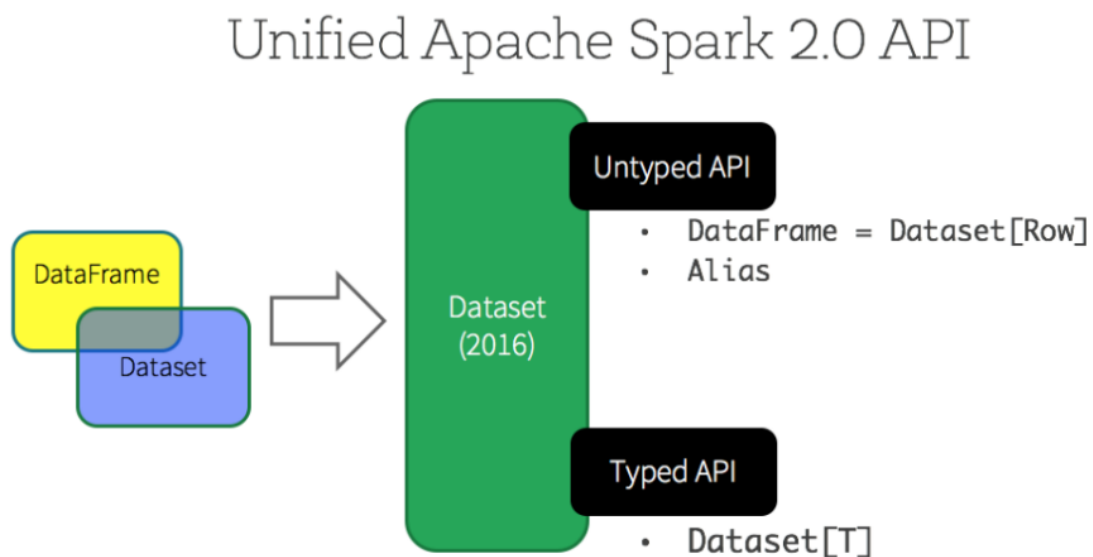 Unified Apache Spark 2.0 API
DataFrame
Dataset
Dataset
(2016)
Untyped API
• DataFrame = Dataset[Row]
• Alias
Typed API
• Dataset[T]